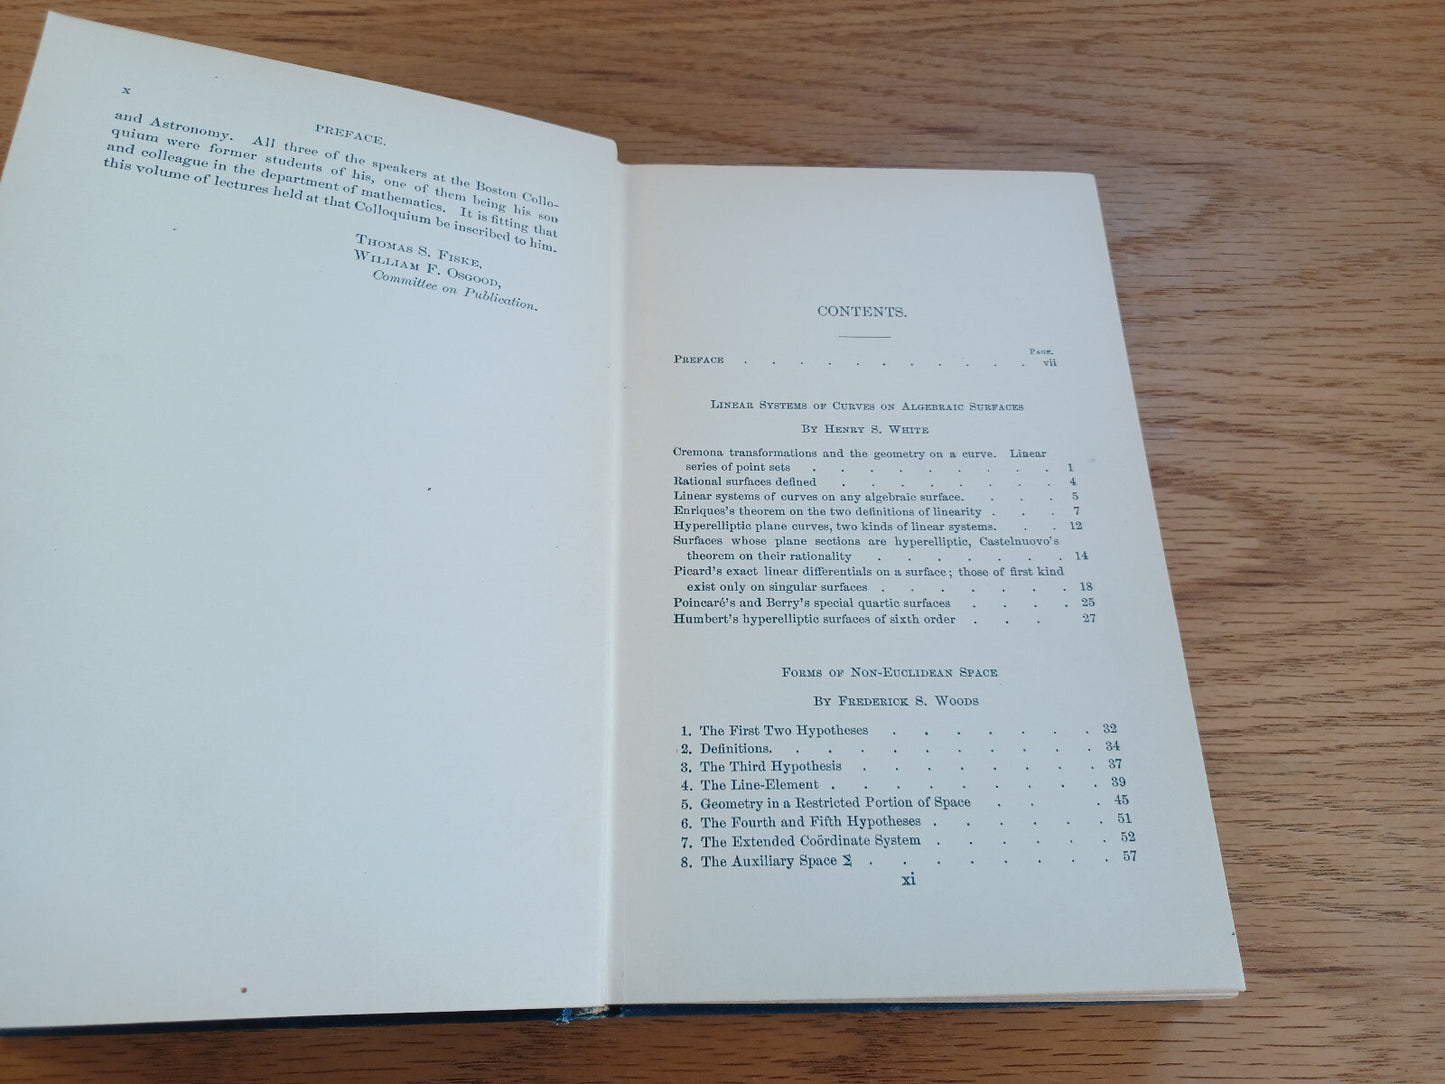 x
PREFACE.
and Astronomy. All three of the speakers at the Boston Collo-
quium were former students of his, one of them being his son
and colleague in the department of mathematics. It is fitting that
this volume of lectures held at that Colloquium be inscribed to him.
THOMAS S. FISKE,
WILLIAM F. OSGOOD,
Committee on Publication.
CONTENTS.
PAGE.
PREFACE . . . . . . . . . . . vii
LINEAR SYSTEMS OF CURVES ON ALGEBRAIC SURFACES
BY HENRY S. WHITE
Cremona transformations and the geometry on a curve. Linear
series of point sets . . . . . . . . . 1
Rational surfaces defined . . . . . . . . 4
Linear systems of curves on any algebraic surface. . . . 5
Enriques's theorem on the two definitions of linearity . . . 7
Hyperelliptic plane curves, two kinds of linear systems. . . 12
Surfaces whose plane sections are hyperelliptic, Castelnuovo's
theorem on their rationality . . . . . . . 14
Picard's exact linear differentials on a surface; those of first kind
exist only on singular surfaces . . . . . . . 18
Poincaré's and Berry's special quartic surfaces . . . . 25
Humbert's hyperelliptic surfaces of sixth order . . . 27
FORMS OF NON-EUCLIDEAN SPACE
BY FREDERICK S. WOODS
1. The First Two Hypotheses . . . . . . . 32
2. Definitions. . . . . . . . . . . 34
3. The Third Hypothesis . . . . . . . . 37
4. The Line-Element . . . . . . . . . 39
5. Geometry in a Restricted Portion of Space . . . 45
6. The Fourth and Fifth Hypotheses . . . . . . 51
7. The Extended Coördinate System . . . . . . 52
8. The Auxiliary Space Σ . . . . . . . . 57
xi